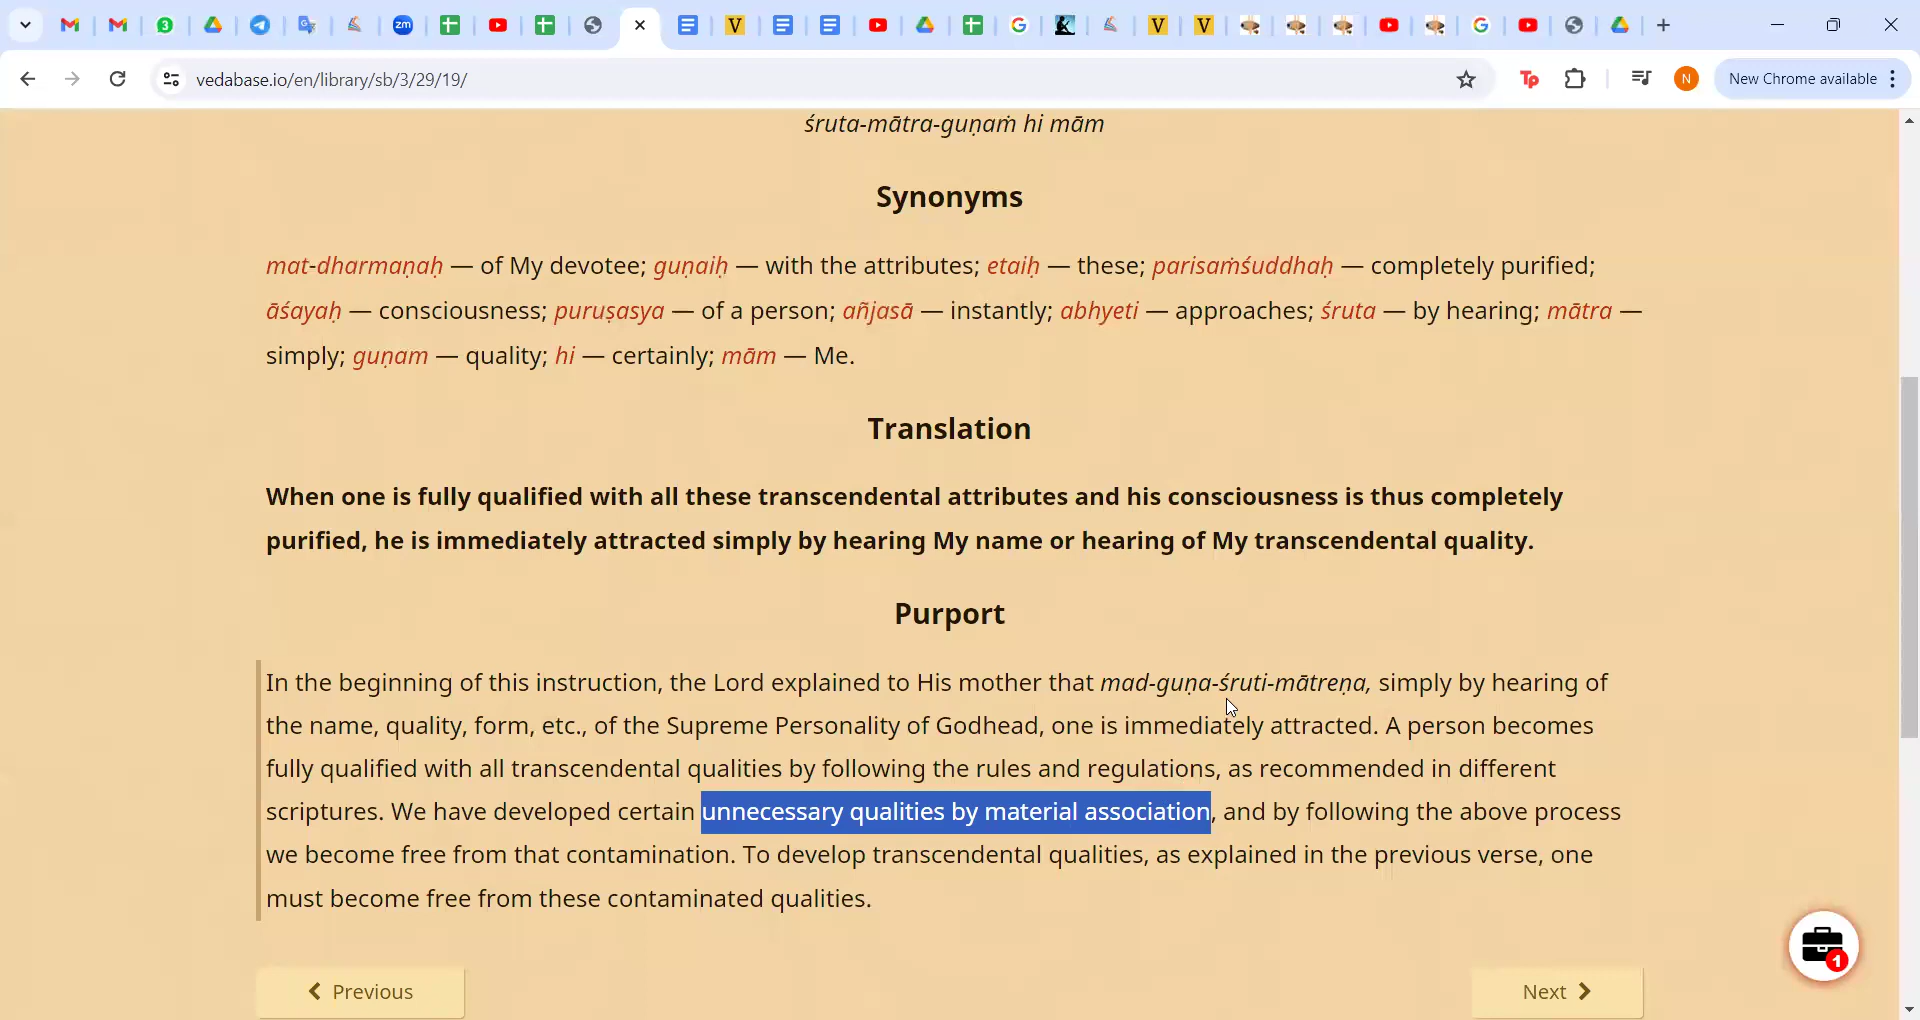 3
zm
V
V
V
vedabase.io/en/library/sb/3/29/19/
Tp
N
New Chrome available
śruta-mātra-guṇaṁ hi mām
Synonyms
mat-dharmaṇaḥ — of My devotee; guṇaiḥ — with the attributes; etaiḥ — these; parisaṁśuddhaḥ — completely purified;
āśayaḥ — consciousness; puruṣasya — of a person; añjasā — instantly; abhyeti — approaches; śruta — by hearing; mātra —
simply; guṇam — quality; hi — certainly; mām — Me.
Translation
When one is fully qualified with all these transcendental attributes and his consciousness is thus completely
purified, he is immediately attracted simply by hearing My name or hearing of My transcendental quality.
Purport
In the beginning of this instruction, the Lord explained to His mother that mad-guṇa-śruti-mātreṇa, simply by hearing of
the name, quality, form, etc., of the Supreme Personality of Godhead, one is immediately attracted. A person becomes
fully qualified with all transcendental qualities by following the rules and regulations, as recommended in different
scriptures. We have developed certain unnecessary qualities by material association, and by following the above process
we become free from that contamination. To develop transcendental qualities, as explained in the previous verse, one
must become free from these contaminated qualities.
1
Previous
Next